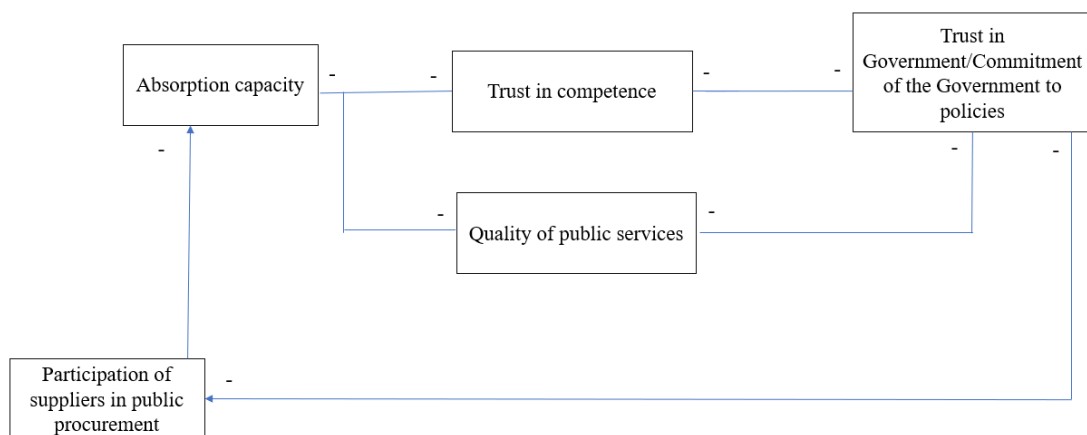 Absorption capacity
-
-
Trust in competence
-
-
Trust in
Government/Commitment
of the Government to
policies
-
-
-
-
Quality of public services
-
Participation of
suppliers in public
procurement
-